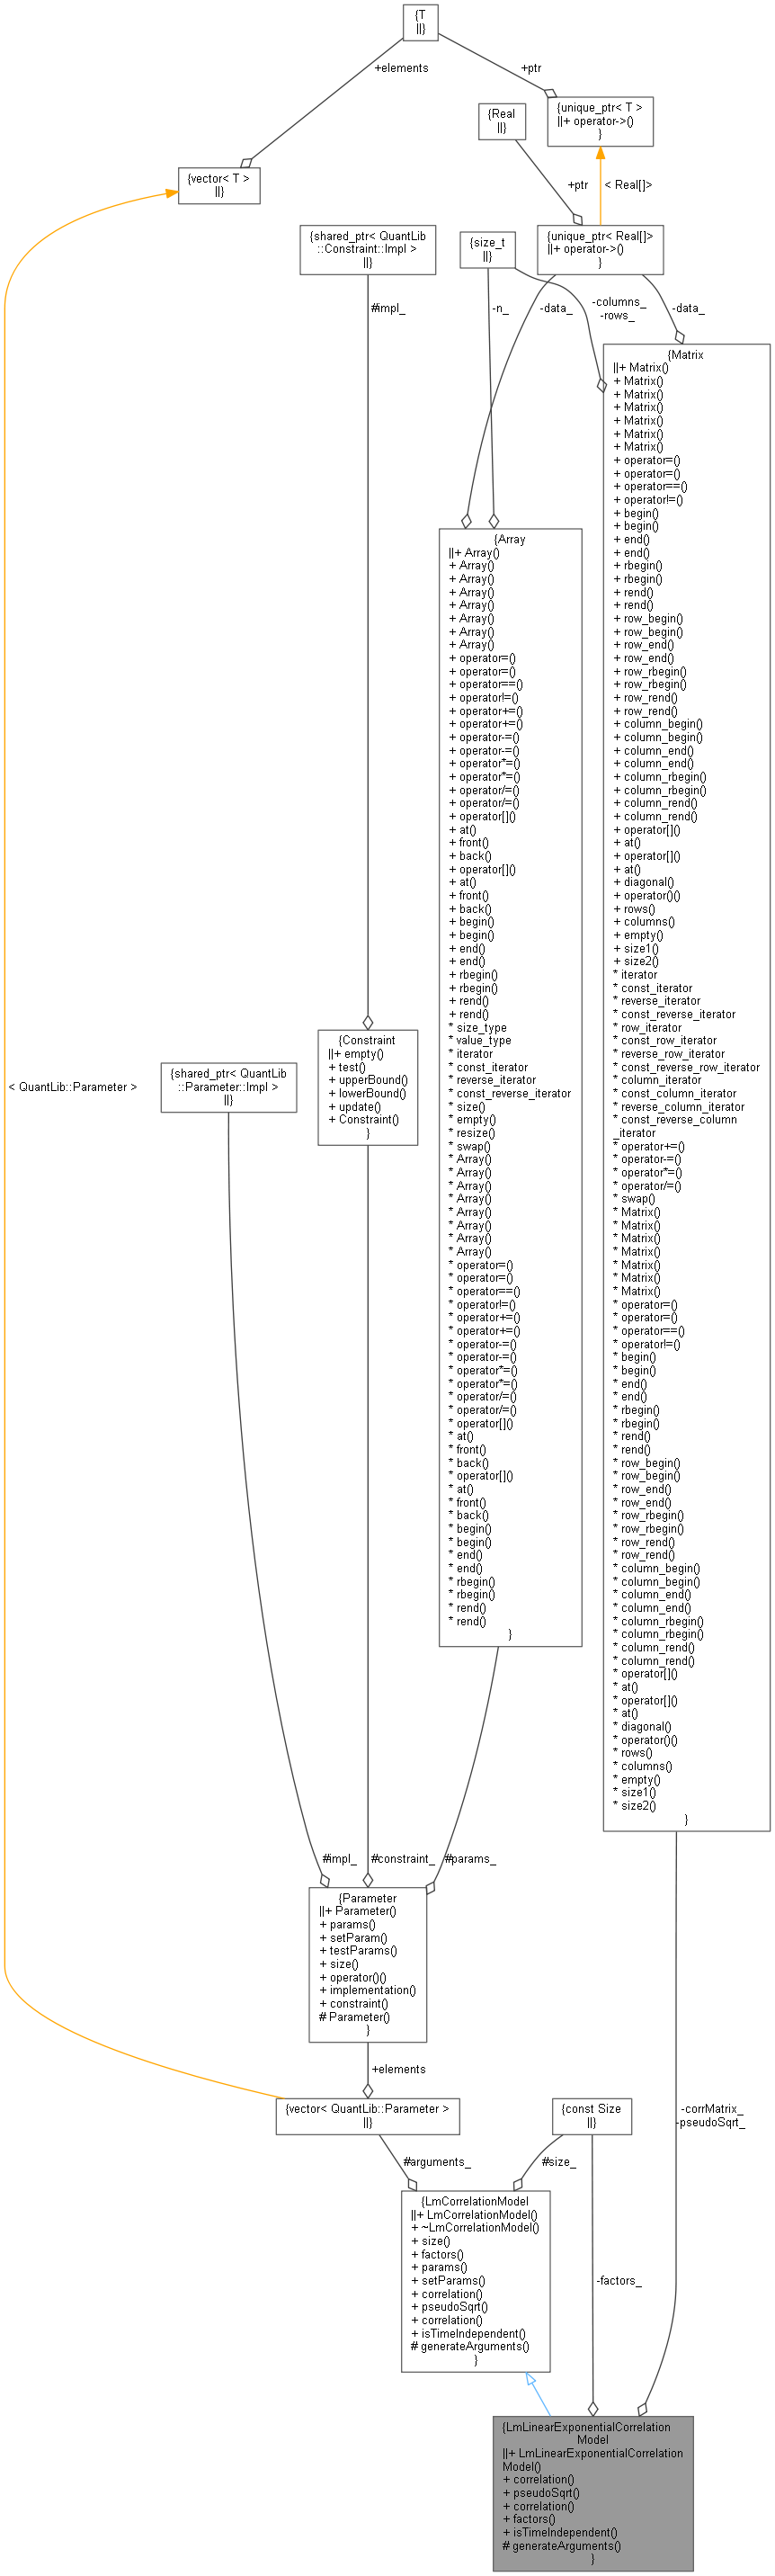 {T
||}
+elements
+ptr
{unique_ptr< T >
||+ operator->()
}
{Real
||}
{vector< T >
||}
+ptr
< Real[]>
{shared_ptr< QuantLib
::Constraint::Impl >
||}
{size_t
||}
{unique_ptr< Real[]>
||+ operator->()
}
#impl_
-n_
-data_
-columns_
-rows_
-data_
{Matrix
||+ Matrix()
+ Matrix()
+ Matrix()
+ Matrix()
+ Matrix()
+ Matrix()
+ Matrix()
+ operator=()
+ operator=()
+ operator==()
+ operator!=()
+ begin()
+ begin()
+ end()
+ end()
+ rbegin()
+ rbegin()
+ rend()
+ rend()
+ row_begin()
+ row_begin()
+ row_end()
+ row_end()
+ row_rbegin()
+ row_rbegin()
+ row_rend()
+ row_rend()
+ column_begin()
+ column_begin()
+ column_end()
+ column_end()
+ column_rbegin()
+ column_rbegin()
+ column_rend()
+ column_rend()
+ operator[]()
+ at()
+ operator[]()
+ at()
+ diagonal()
+ operator()()
+ rows()
+ columns()
+ empty()
+ size1()
+ size2()
* iterator
* const_iterator
* reverse_iterator
* const_reverse_iterator
* row_iterator
* const_row_iterator
* reverse_row_iterator
* const_reverse_row_iterator
* column_iterator
* const_column_iterator
* reverse_column_iterator
* const_reverse_column
_iterator
* operator+=()
* operator-=()
* operator*=()
* operator/=()
* swap()
* Matrix()
* Matrix()
* Matrix()
* Matrix()
* Matrix()
* Matrix()
* Matrix()
* operator=()
* operator=()
* operator==()
* operator!=()
* begin()
* begin()
* end()
* end()
* rbegin()
* rbegin()
* rend()
* rend()
* row_begin()
* row_begin()
* row_end()
* row_end()
* row_rbegin()
* row_rbegin()
* row_rend()
* row_rend()
* column_begin()
* column_begin()
* column_end()
* column_end()
* column_rbegin()
* column_rbegin()
* column_rend()
* column_rend()
* operator[]()
* at()
* operator[]()
* at()
* diagonal()
* operator()()
* rows()
* columns()
* empty()
* size1()
* size2()
}
{Array
||+ Array()
+ Array()
+ Array()
+ Array()
+ Array()
+ Array()
+ Array()
+ Array()
+ operator=()
+ operator=()
+ operator==()
+ operator!=()
+ operator+=()
+ operator+=()
+ operator-=()
+ operator-=()
+ operator*=()
+ operator*=()
+ operator/=()
+ operator/=()
+ operator[]()
+ at()
+ front()
+ back()
+ operator[]()
+ at()
+ front()
+ back()
+ begin()
+ begin()
+ end()
+ end()
+ rbegin()
+ rbegin()
+ rend()
+ rend()
* size_type
* value_type
* iterator
* const_iterator
* reverse_iterator
* const_reverse_iterator
* size()
* empty()
* resize()
* swap()
* Array()
* Array()
* Array()
* Array()
* Array()
* Array()
* Array()
* Array()
* operator=()
* operator=()
* operator==()
* operator!=()
* operator+=()
* operator+=()
* operator-=()
* operator-=()
* operator*=()
* operator*=()
* operator/=()
* operator/=()
* operator[]()
* at()
* front()
* back()
* operator[]()
* at()
* front()
* back()
* begin()
* begin()
* end()
* end()
* rbegin()
* rbegin()
* rend()
* rend()
}
{Constraint
||+ empty()
+ test()
+ upperBound()
+ lowerBound()
+ update()
+ Constraint()
}
{shared_ptr< QuantLib
::Parameter::Impl >
||}
< QuantLib::Parameter >
#impl_
#constraint_
#params_
{Parameter
||+ Parameter()
+ params()
+ setParam()
+ testParams()
+ size()
+ operator()()
+ implementation()
+ constraint()
# Parameter()
}
+elements
{vector< QuantLib::Parameter >
||}
{const Size
||}
-corrMatrix_
-pseudoSqrt_
#arguments_
#size_
{LmCorrelationModel
||+ LmCorrelationModel()
+ ~LmCorrelationModel()
+ size()
+ factors()
+ params()
+ setParams()
+ correlation()
+ pseudoSqrt()
+ correlation()
+ isTimeIndependent()
# generateArguments()
}
-factors_
{LmLinearExponentialCorrelation
Model
||+ LmLinearExponentialCorrelation
Model()
+ correlation()
+ pseudoSqrt()
+ correlation()
+ factors()
+ isTimeIndependent()
# generateArguments()
}